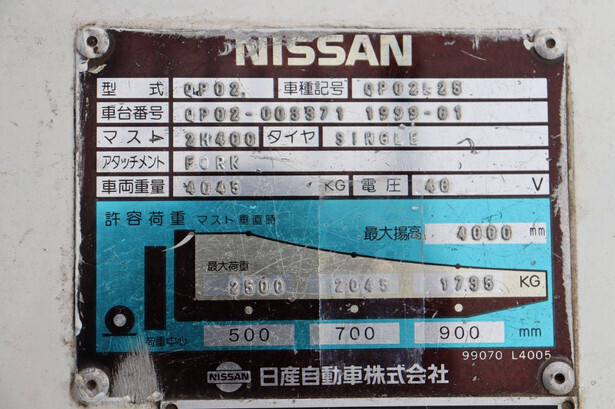 NISSAN
型式 QP02 車種記号 QP02L25
車台番号 QP02-003371 1999-61
マスト 2M400 タイヤ SINGLE
アタッチメント FORK
車両重量 4045 KG 電圧 48 V
許容荷重 マスト垂直時
最大揚高 4000 mm
最大荷重
2500 2045 1735 KG
荷重中心 500 700 900 mm
99070 L4005
NISSAN 日産自動車株式会社